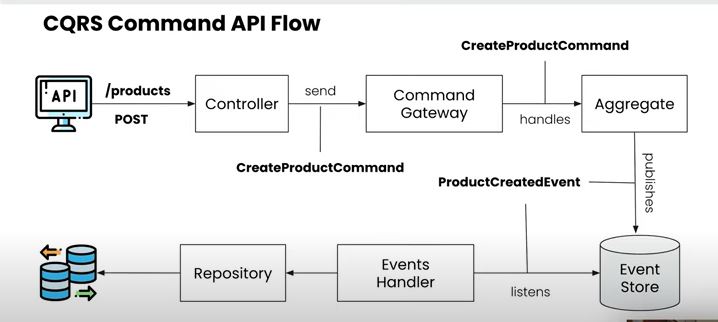 CQRS Command API Flow
CreateProductCommand
API
/products
POST
Controller
send
Command
Gateway
handles
Aggregate
CreateProductCommand
ProductCreatedEvent
publishes
Repository
Events
Handler
listens
Event
Store